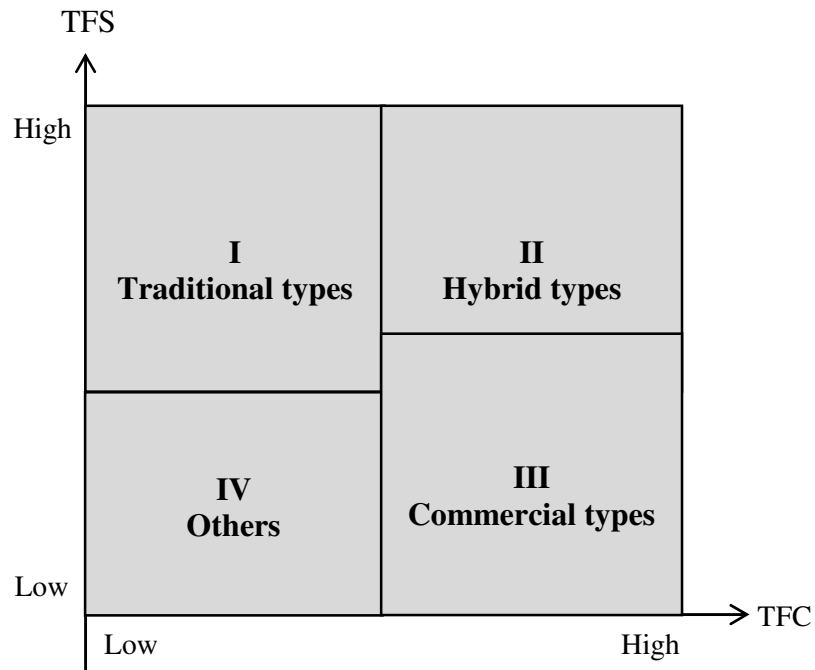 TFS
High
I
Traditional types
II
Hybrid types
IV
Others
III
Commercial types
Low
TFC
Low
High